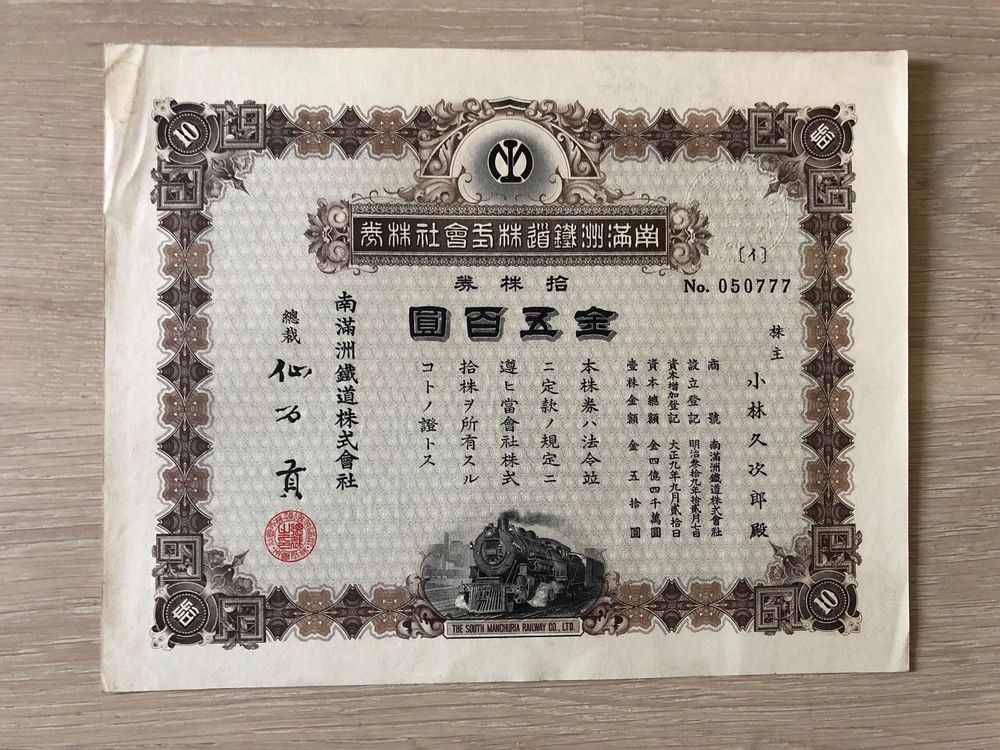 10
拾
南滿洲鐵道株式會社株券
[イ]
No. 050777
拾株券
金五百圓
株主 小林久次郎殿
商號 南滿洲鐵道株式會社
設立登記 明治參拾九年拾貳月七日
資本增加登記 大正九年九月貳拾日
資本總額 金四億四千萬圓
壹株金額 金五拾圓
本株券ハ法令竝
ニ定款ノ規定ニ
遵ヒ當會社株式
拾株ヲ所有スル
コトノ證トス
南滿洲鐵道株式會社
總裁 仙石貢
THE SOUTH MANCHURIA RAILWAY CO., LTD.
拾
10